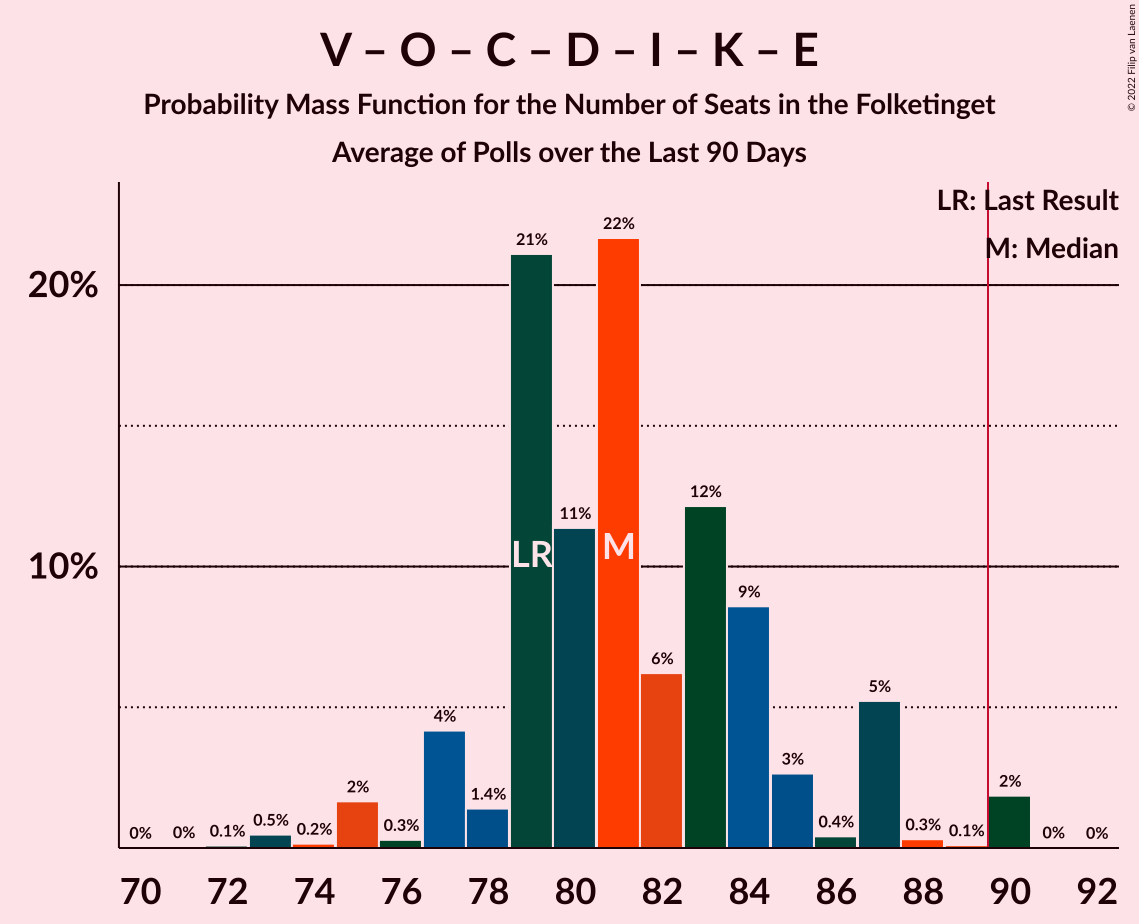 V – O – C – D – I – K – E
Probability Mass Function for the Number of Seats in the Folketinget
Average of Polls over the Last 90 Days
© 2022 Filip van Laenen
LR: Last Result
M: Median
20%
10%
0%
0%
0.1%
0.5%
0.2%
2%
0.3%
4%
1.4%
21%
11%
22%
6%
12%
9%
3%
0.4%
5%
0.3%
0.1%
2%
0%
0%
LR
M
70 72 74 76 78 80 82 84 86 88 90 92